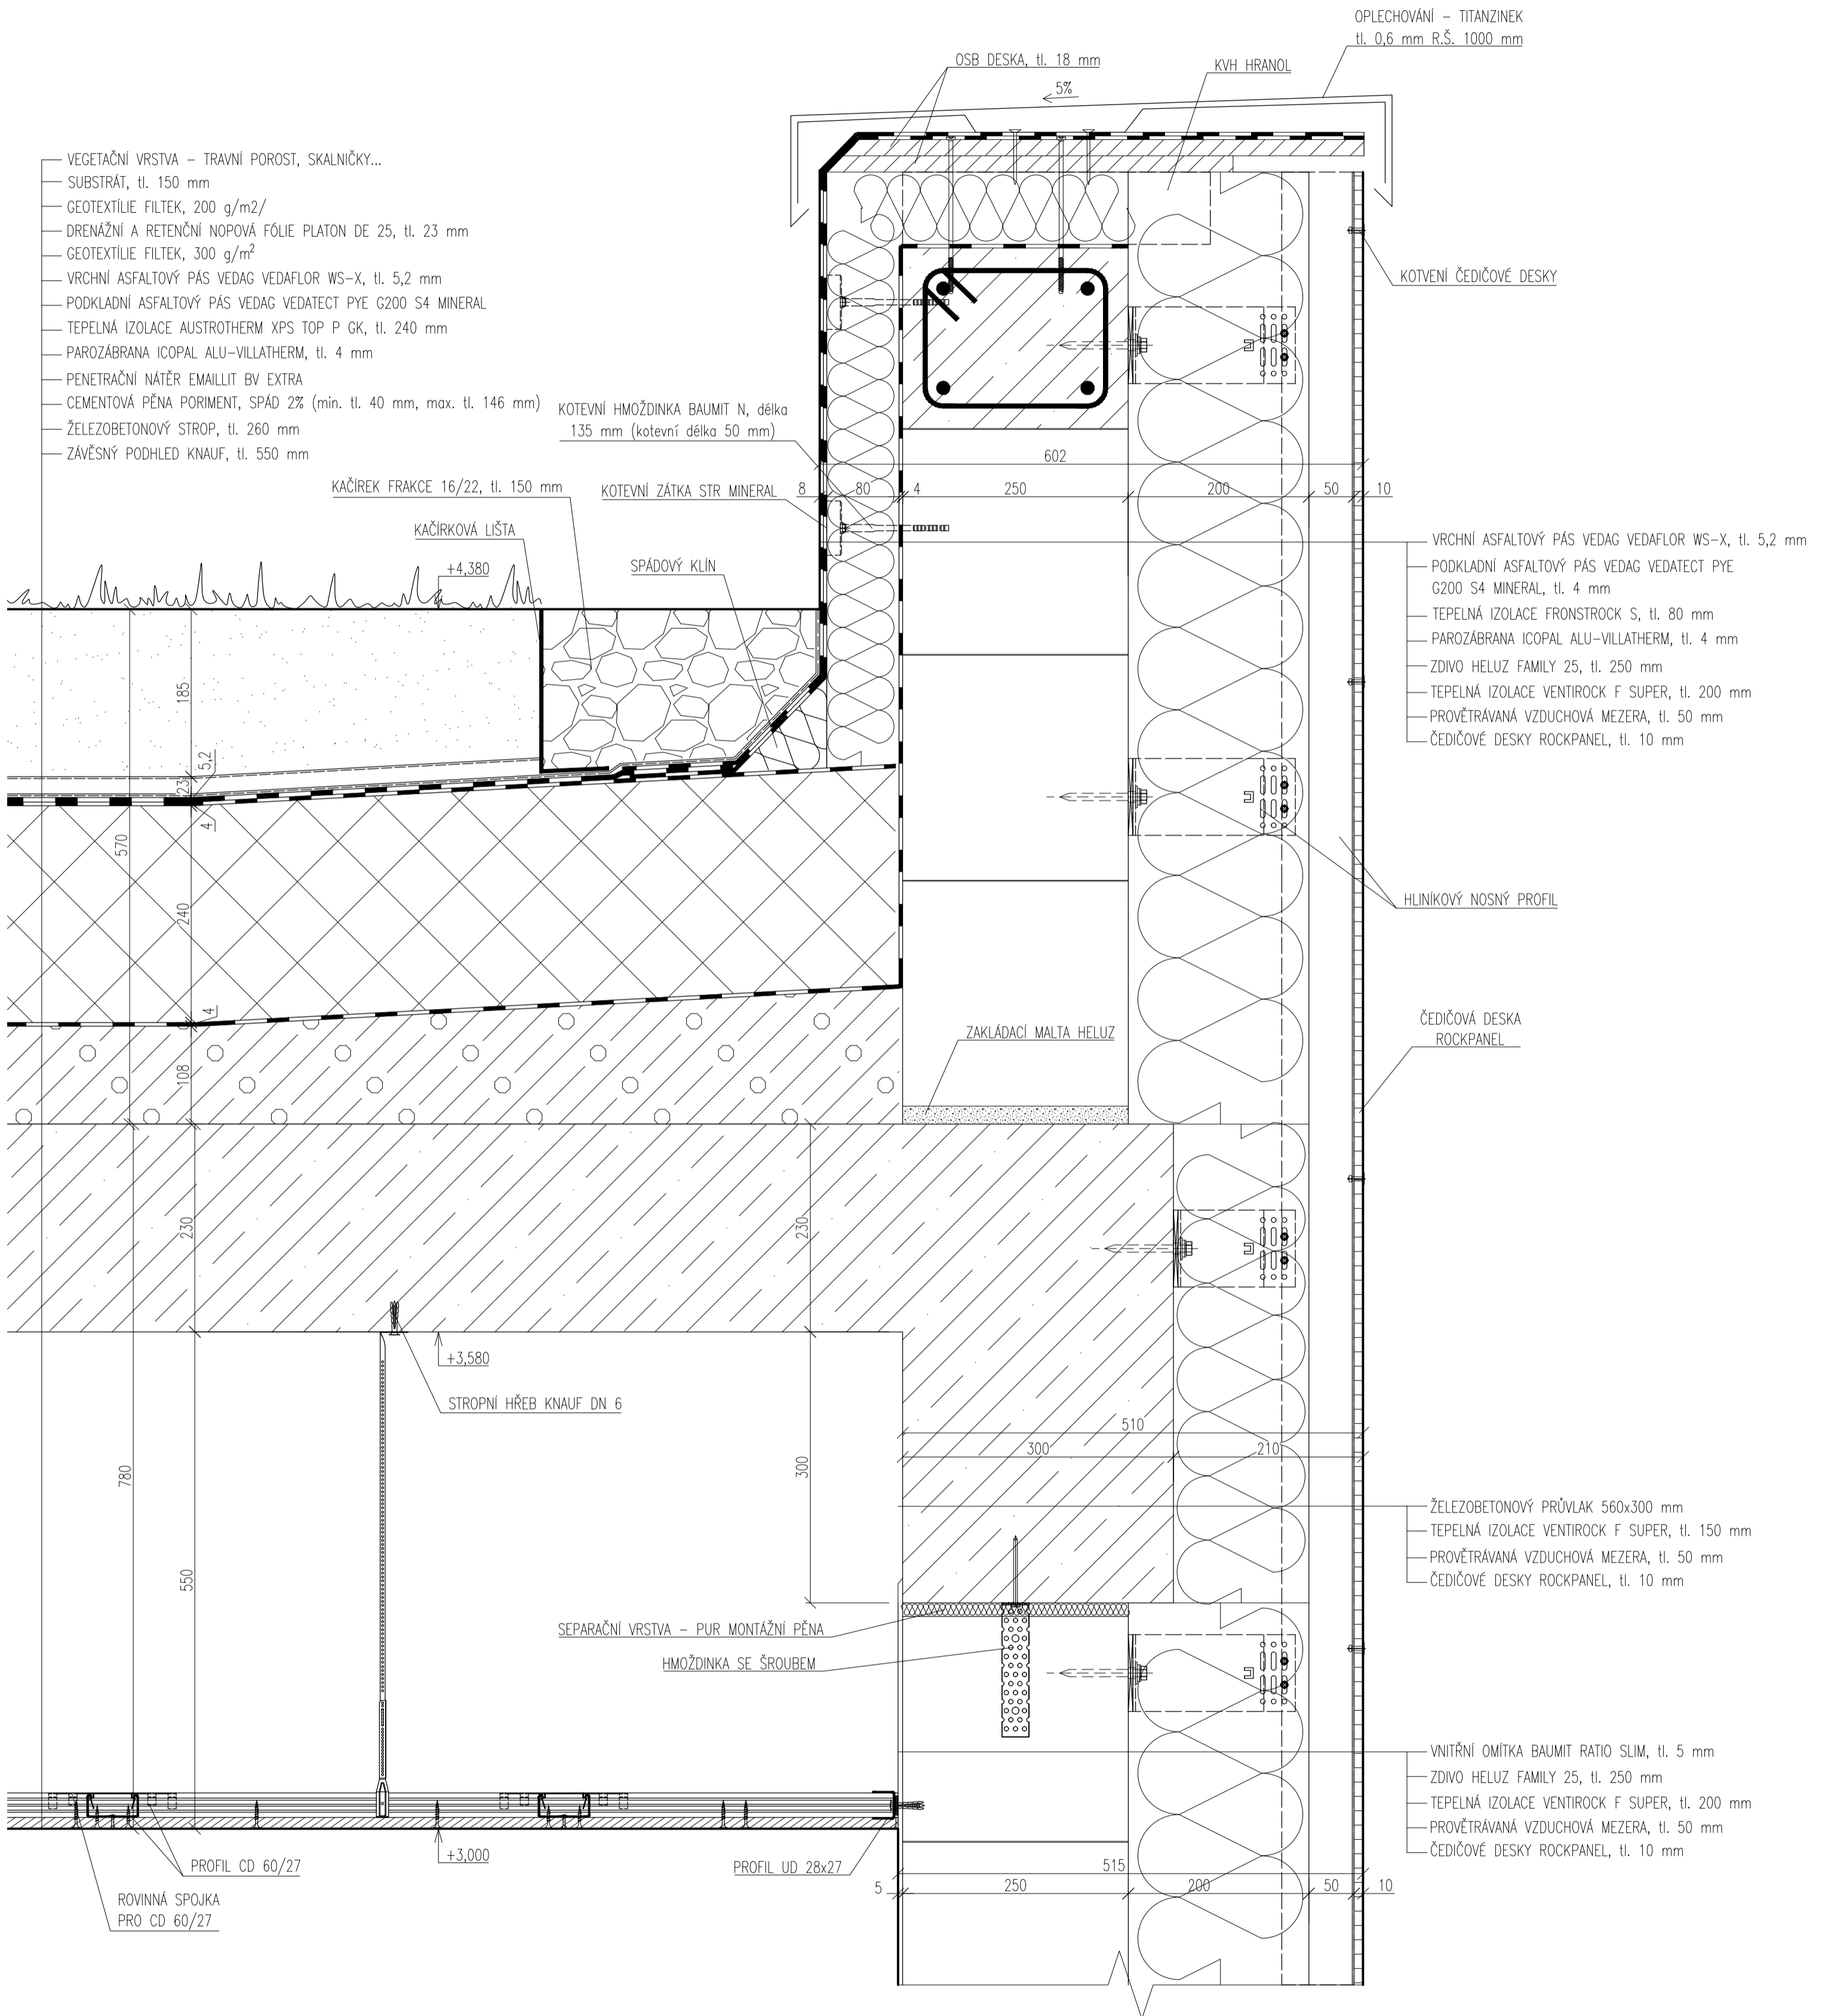 OPLECHOVÁNÍ – TITANZINEK
tl. 0,6 mm R.Š. 1000 mm
OSB DESKA, tl. 18 mm
KVH HRANOL
5%
VEGETAČNÍ VRSTVA – TRAVNÍ POROST, SKALNIČKY...
SUBSTRÁT, tl. 150 mm
GEOTEXTÍLIE FILTEK, 200 g/m2/
DRENÁŽNÍ A RETENČNÍ NOPOVÁ FÓLIE PLATON DE 25, tl. 23 mm
GEOTEXTÍLIE FILTEK, 300 g/m²
VRCHNÍ ASFALTOVÝ PÁS VEDAG VEDAFLOR WS–X, tl. 5,2 mm
PODKLADNÍ ASFALTOVÝ PÁS VEDAG VEDATECT PYE G200 S4 MINERAL
TEPELNÁ IZOLACE AUSTROTHERM XPS TOP P GK, tl. 240 mm
PAROZÁBRANA ICOPAL ALU–VILLATHERM, tl. 4 mm
PENETRAČNÍ NÁTĚR EMAILLIT BV EXTRA
CEMENTOVÁ PĚNA PORIMENT, SPÁD 2% (min. tl. 40 mm, max. tl. 146 mm)
ŽELEZOBETONOVÝ STROP, tl. 260 mm
ZÁVĚSNÝ PODHLED KNAUF, tl. 550 mm
KOTVENÍ ČEDIČOVÉ DESKY
KOTEVNÍ HMOŽDINKA BAUMIT N, délka
135 mm (kotevní délka 50 mm)
602
KAČÍREK FRAKCE 16/22, tl. 150 mm
KOTEVNÍ ZÁTKA STR MINERAL
8 80 4 250 200 50 10
KAČÍRKOVÁ LIŠTA
SPÁDOVÝ KLÍN
+4,380
VRCHNÍ ASFALTOVÝ PÁS VEDAG VEDAFLOR WS–X, tl. 5,2 mm
PODKLADNÍ ASFALTOVÝ PÁS VEDAG VEDATECT PYE
G200 S4 MINERAL, tl. 4 mm
TEPELNÁ IZOLACE FRONSTROCK S, tl. 80 mm
PAROZÁBRANA ICOPAL ALU–VILLATHERM, tl. 4 mm
ZDIVO HELUZ FAMILY 25, tl. 250 mm
TEPELNÁ IZOLACE VENTIROCK F SUPER, tl. 200 mm
PROVĚTRÁVANÁ VZDUCHOVÁ MEZERA, tl. 50 mm
ČEDIČOVÉ DESKY ROCKPANEL, tl. 10 mm
185
5,2
23
4
570
240
4
108
HLINÍKOVÝ NOSNÝ PROFIL
ZAKLÁDACÍ MALTA HELUZ
ČEDIČOVÁ DESKA
ROCKPANEL
230
230
+3,580
STROPNÍ HŘEB KNAUF DN 6
510
300 210
780
300
550
ŽELEZOBETONOVÝ PRŮVLAK 560x300 mm
TEPELNÁ IZOLACE VENTIROCK F SUPER, tl. 150 mm
PROVĚTRÁVANÁ VZDUCHOVÁ MEZERA, tl. 50 mm
ČEDIČOVÉ DESKY ROCKPANEL, tl. 10 mm
SEPARAČNÍ VRSTVA – PUR MONTÁŽNÍ PĚNA
HMOŽDINKA SE ŠROUBEM
VNITŘNÍ OMÍTKA BAUMIT RATIO SLIM, tl. 5 mm
ZDIVO HELUZ FAMILY 25, tl. 250 mm
TEPELNÁ IZOLACE VENTIROCK F SUPER, tl. 200 mm
PROVĚTRÁVANÁ VZDUCHOVÁ MEZERA, tl. 50 mm
ČEDIČOVÉ DESKY ROCKPANEL, tl. 10 mm
+3,000
PROFIL CD 60/27
PROFIL UD 28x27
515
5 250 200 50 10
ROVINNÁ SPOJKA
PRO CD 60/27